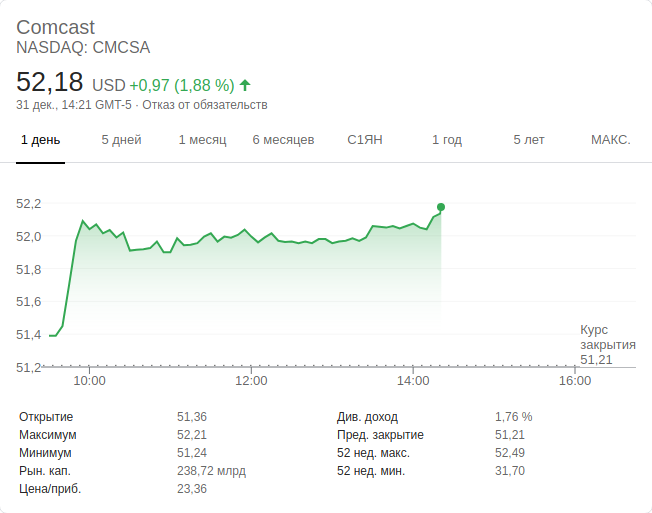 Comcast
NASDAQ: CMCSA
52,18 USD +0,97 (1,88 %)
31 дек., 14:21 GMT-5 · Отказ от обязательств
1 день 5 дней 1 месяц 6 месяцев С1ЯН 1 год 5 лет МАКС.
52,2
52,0
51,8
51,6
51,4
51,2
Курс
закрытия
51,21
10:00 12:00 14:00 16:00
Открытие 51,36 Див. доход 1,76 %
Максимум 52,21 Пред. закрытие 51,21
Минимум 51,24 52 нед. макс. 52,49
Рын. кап. 238,72 млрд 52 нед. мин. 31,70
Цена/приб. 23,36